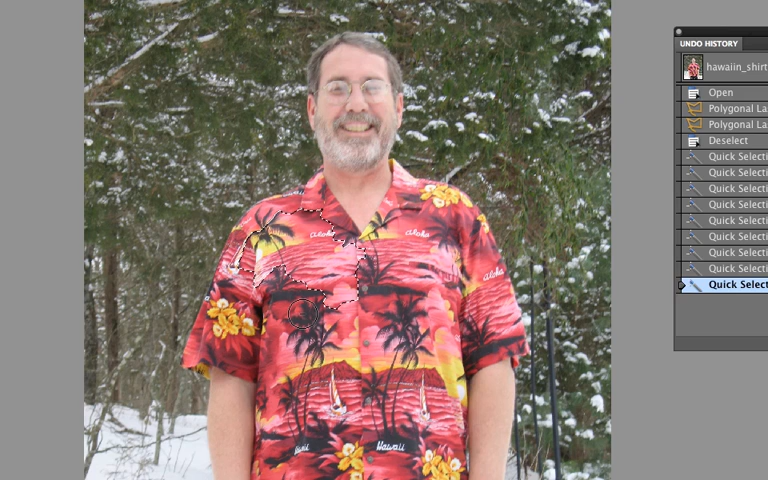 UNDO HISTORY
hawaiin_shirt
Open
Polygonal La
Polygonal La
Deselect
Quick Selecti
Quick Selecti
Quick Selecti
Quick Selecti
Quick Selecti
Quick Selecti
Quick Selecti
Quick Selecti
Quick Select
Aloha
Aloha
Aloha
Hawaii